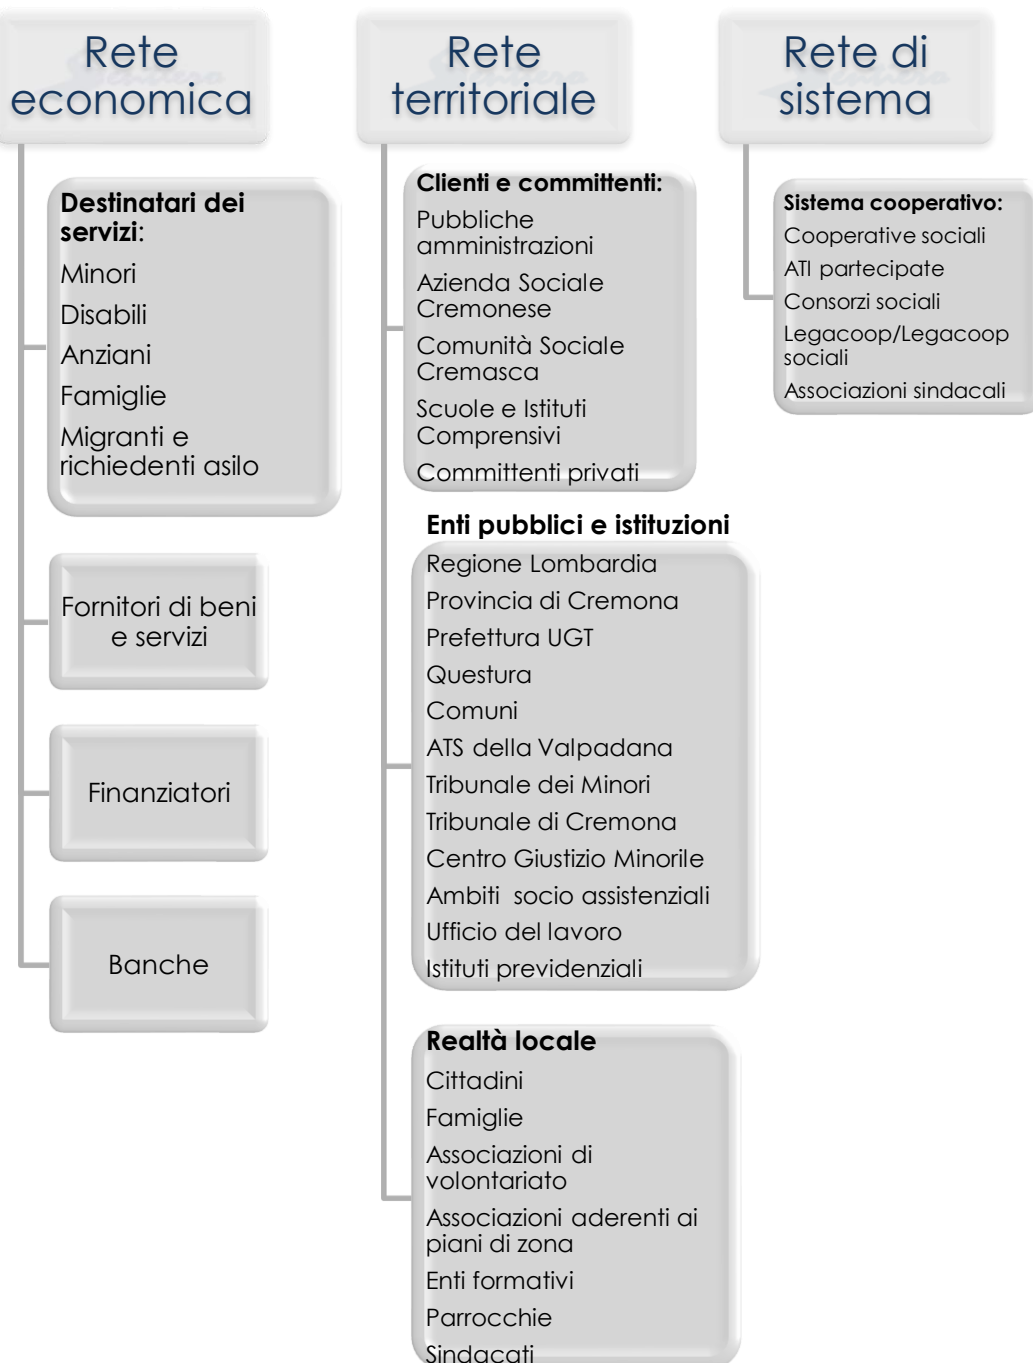 Rete
economica
Destinatari dei
servizi:
Minori
Disabili
Anziani
Famiglie
Migranti e
richiedenti asilo
Fornitori di beni
e servizi
Finanziatori
Banche
Rete
territoriale
Clienti e committenti:
Pubbliche
amministrazioni
Azienda Sociale
Cremonese
Comunità Sociale
Cremasca
Scuole e Istituti
Comprensivi
Committenti privati
Enti pubblici e istituzioni
Regione Lombardia
Provincia di Cremona
Prefettura UGT
Questura
Comuni
ATS della Valpadana
Tribunale dei Minori
Tribunale di Cremona
Centro Giustizio Minorile
Ambiti socio assistenziali
Ufficio del lavoro
Istituti previdenziali
Realtà locale
Cittadini
Famiglie
Associazioni di
volontariato
Associazioni aderenti ai
piani di zona
Enti formativi
Parrocchie
Sindacati
Rete di
sistema
Sistema cooperativo:
Cooperative sociali
ATI partecipate
Consorzi sociali
Legacoop/Legacoop
sociali
Associazioni sindacali